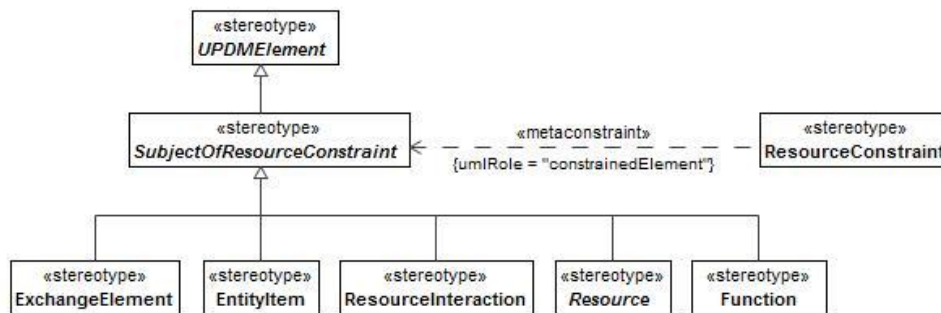 «stereotype»
UPDMElement
«stereotype»
SubjectOfResourceConstraint
«metaconstraint»
{umlRole = "constrainedElement"}
«stereotype»
ResourceConstraint
«stereotype»
ExchangeElement
«stereotype»
EntityItem
«stereotype»
ResourceInteraction
«stereotype»
Resource
«stereotype»
Function